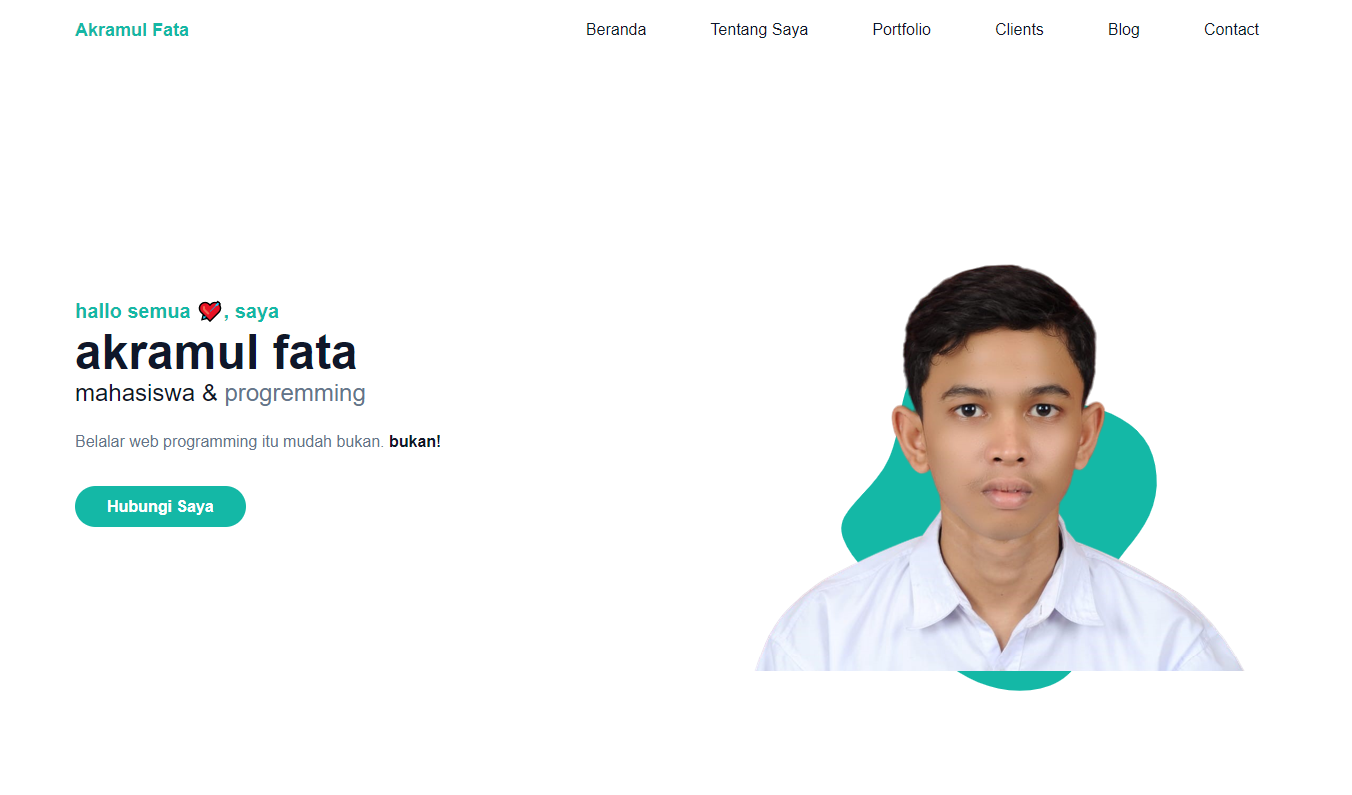 Akramul Fata
Beranda Tentang Saya Portfolio Clients Blog Contact
hallo semua 💘, saya
akramul fata
mahasiswa & progremming
Belalar web programming itu mudah bukan. bukan!
Hubungi Saya